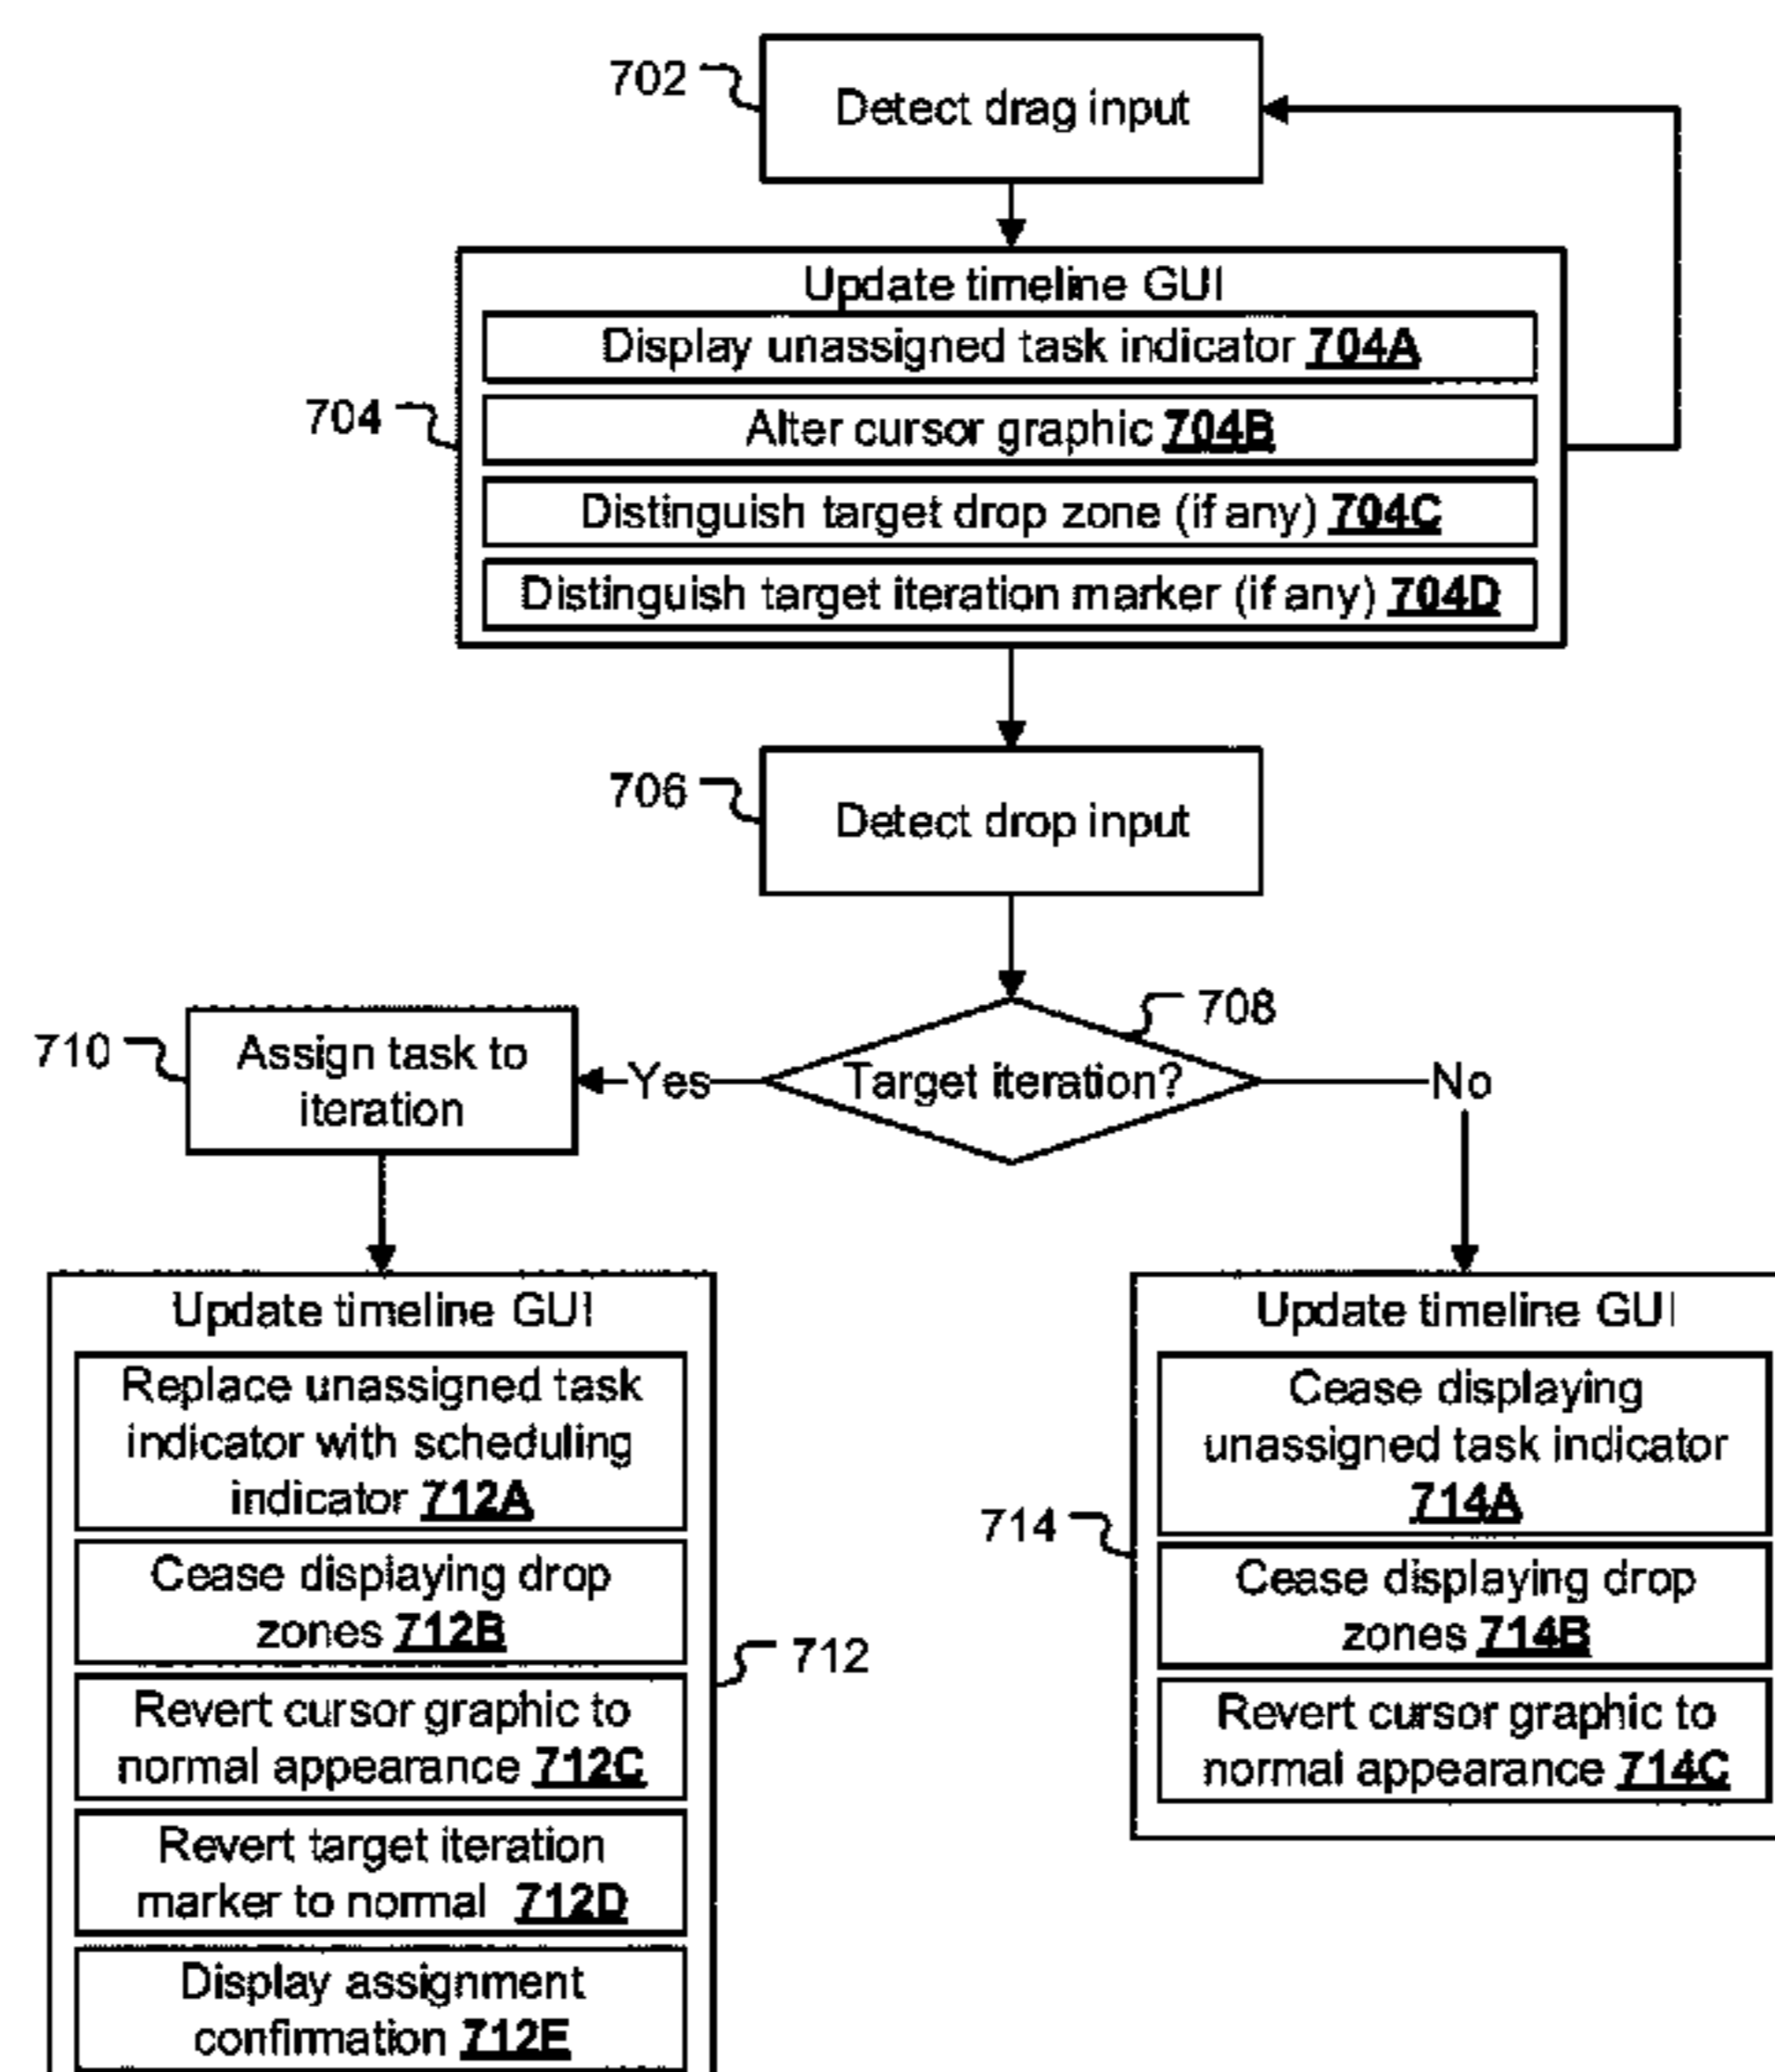 702
Detect drag input
Update timeline GUI
Display unassigned task indicator 704A
704
Alter cursor graphic 704B
Distinguish target drop zone (if any) 704C
Distinguish target iteration marker (if any) 704D
706
Detect drop input
708
710
Assign task to
iteration
Yes
Target iteration?
No
Update timeline GUI
Replace unassigned task
indicator with scheduling
indicator 712A
Cease displaying drop
zones 712B
712
Revert cursor graphic to
normal appearance 712C
Revert target iteration
marker to normal 712D
Display assignment
confirmation 712E
Update timeline GUI
Cease displaying
unassigned task indicator
714A
714
Cease displaying drop
zones 714B
Revert cursor graphic to
normal appearance 714C